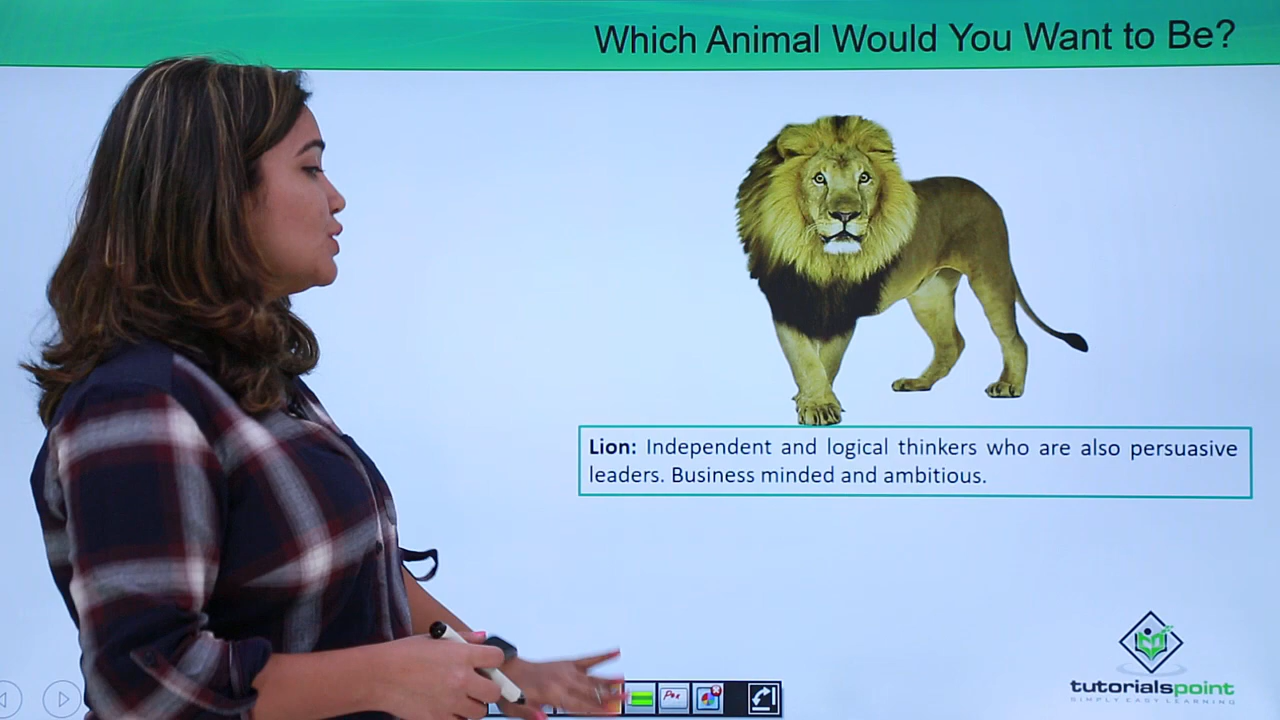 Which Animal Would You Want to Be?
Lion: Independent and logical thinkers who are also persuasive
leaders. Business minded and ambitious.
Pen
tutorialspoint
SIMPLY EASY LEARNING